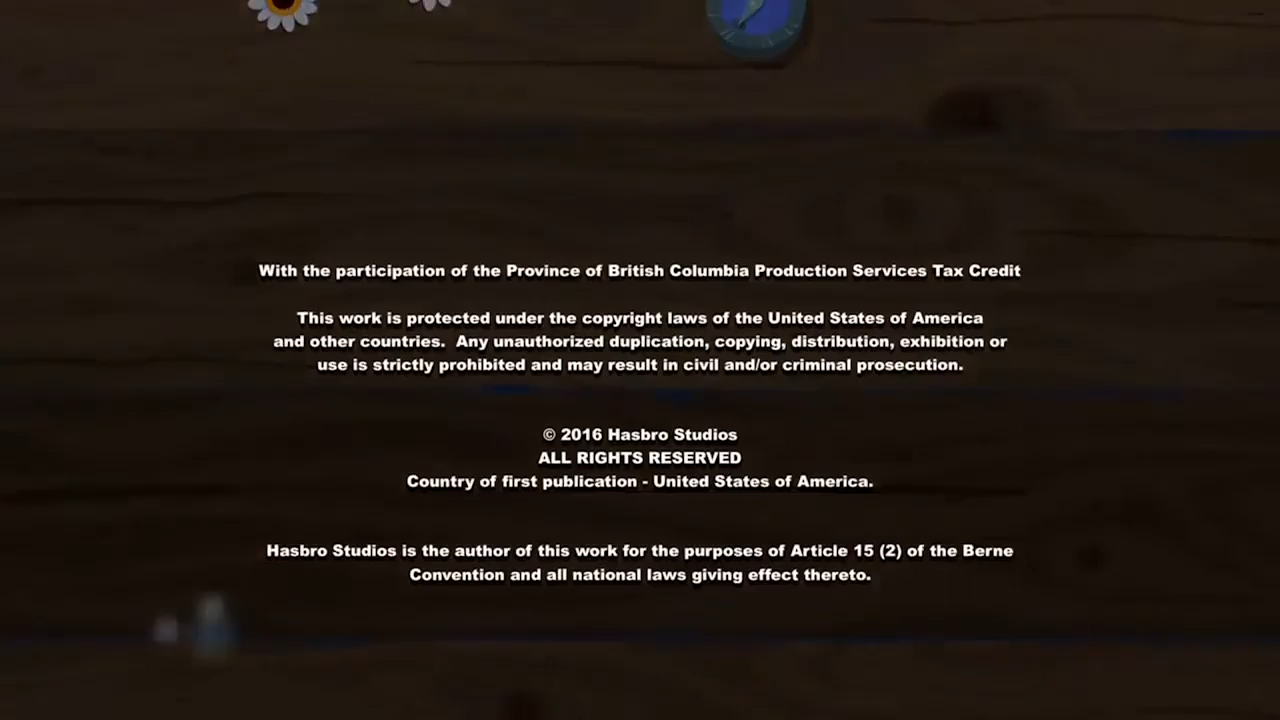 With the participation of the Province of British Columbia Production Services Tax Credit
This work is protected under the copyright laws of the United States of America
and other countries.  Any unauthorized duplication, copying, distribution, exhibition or
use is strictly prohibited and may result in civil and/or criminal prosecution.
© 2016 Hasbro Studios
ALL RIGHTS RESERVED
Country of first publication - United States of America.
Hasbro Studios is the author of this work for the purposes of Article 15 (2) of the Berne
Convention and all national laws giving effect thereto.